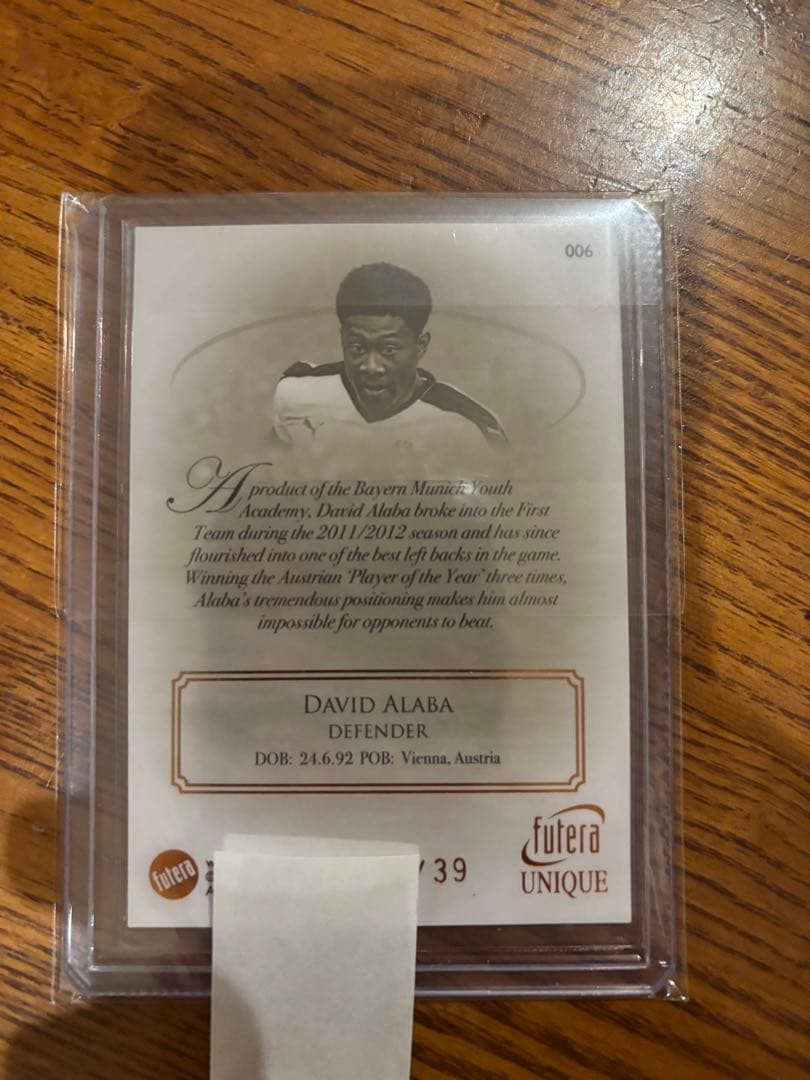 006
A product of the Bayern Munich Youth
Academy, David Alaba broke into the First
Team during the 2011/2012 season and has since
flourished into one of the best left backs in the game.
Winning the Austrian 'Player of the Year' three times,
Alaba's tremendous positioning makes him almost
impossible for opponents to beat.
DAVID ALABA
DEFENDER
DOB: 24.6.92 POB: Vienna, Austria
futera
/39
futera
UNIQUE